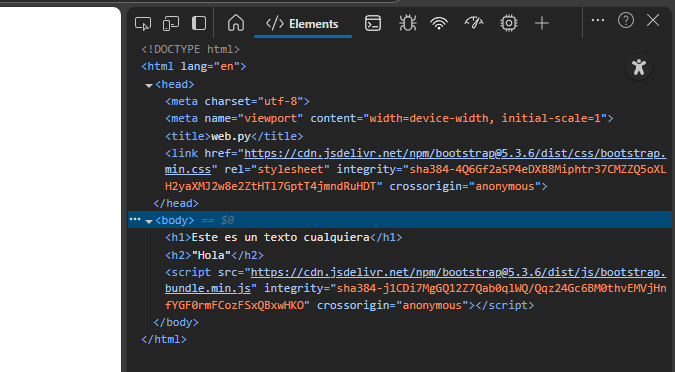 Elements
<!DOCTYPE html>
<html lang="en">
<head>
<meta charset="utf-8">
<meta name="viewport" content="width=device-width, initial-scale=1">
<title>web.py</title>
<link href="https://cdn.jsdelivr.net/npm/bootstrap@5.3.6/dist/css/bootstrap.
min.css" rel="stylesheet" integrity="sha384-4Q6Gf2aSP4eDXB8Miphtr37CMZZQ5oXL
H2yaXMJ2w8e2ZtHTl7GptT4jmndRuHDT" crossorigin="anonymous">
</head>
<body> == $0
<h1>Este es un texto cualquiera</h1>
<h2>"Hola"</h2>
<script src="https://cdn.jsdelivr.net/npm/bootstrap@5.3.6/dist/js/bootstrap.
bundle.min.js" integrity="sha384-j1CDi7MgGQ12Z7Qab0qlWQ/Qqz24Gc6BM0thvEMVjHn
fYGF0rmFCozFSxQBxwHKO" crossorigin="anonymous"></script>
</body>
</html>